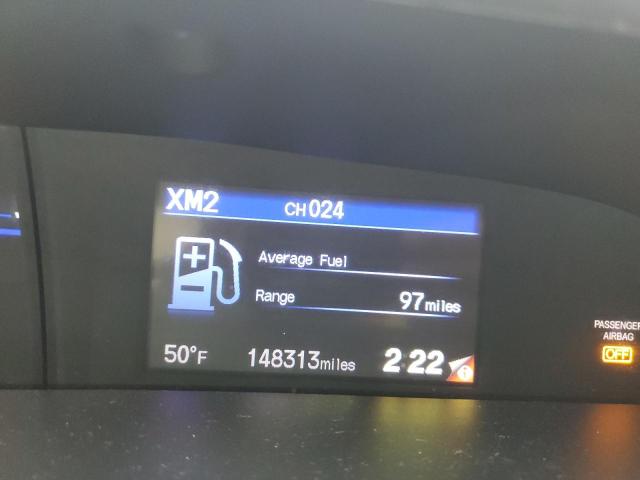 XM2 CH 024
Average Fuel
Range 97 miles
50°F 148313 miles 2:22
PASSENGER
AIRBAG
OFF